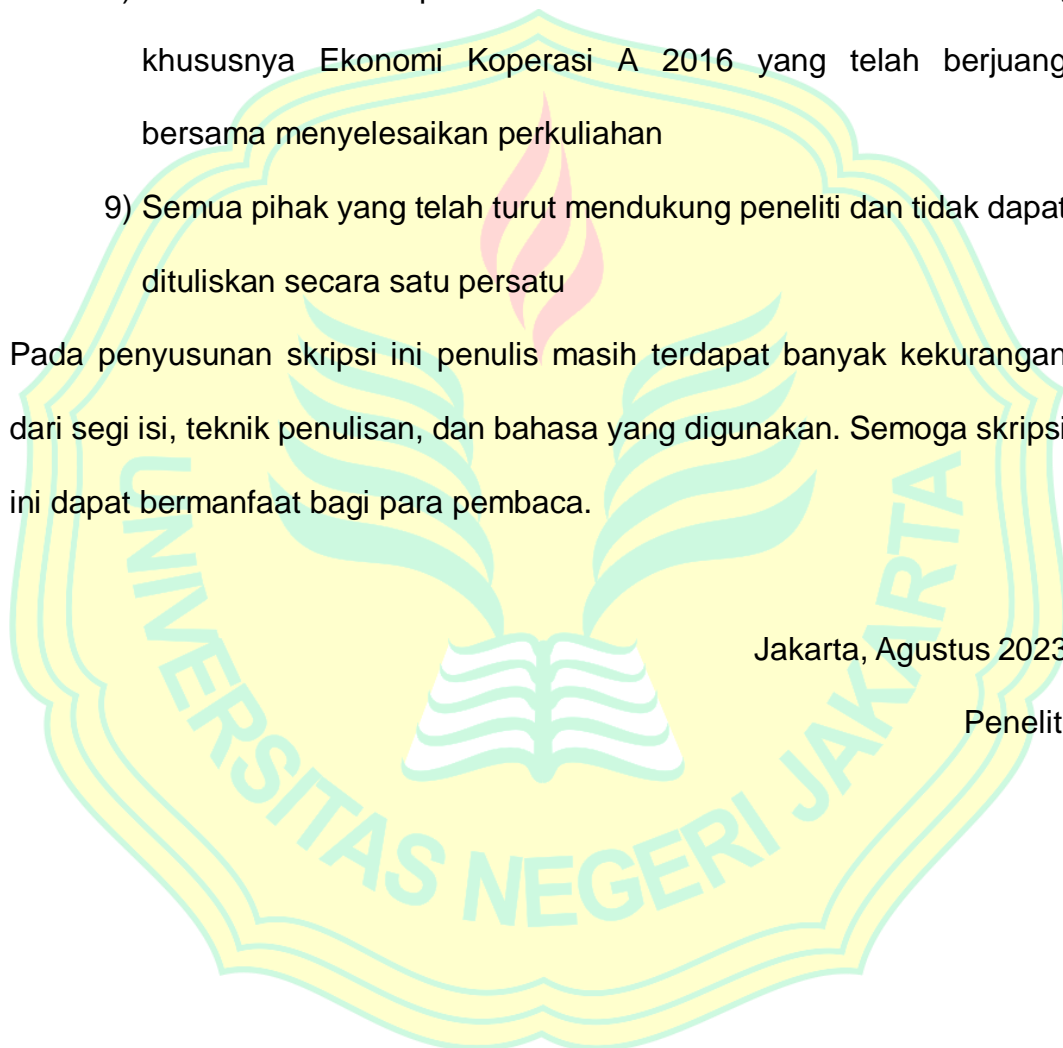 khususnya Ekonomi Koperasi A 2016 yang telah berjuang
bersama menyelesaikan perkuliahan
9) Semua pihak yang telah turut mendukung peneliti dan tidak dapat
dituliskan secara satu persatu
Pada penyusunan skripsi ini penulis masih terdapat banyak kekurangan
dari segi isi, teknik penulisan, dan bahasa yang digunakan. Semoga skripsi
ini dapat bermanfaat bagi para pembaca.
Jakarta, Agustus 2023
Penelit
UNIVERSITAS NEGERI JAKARTA